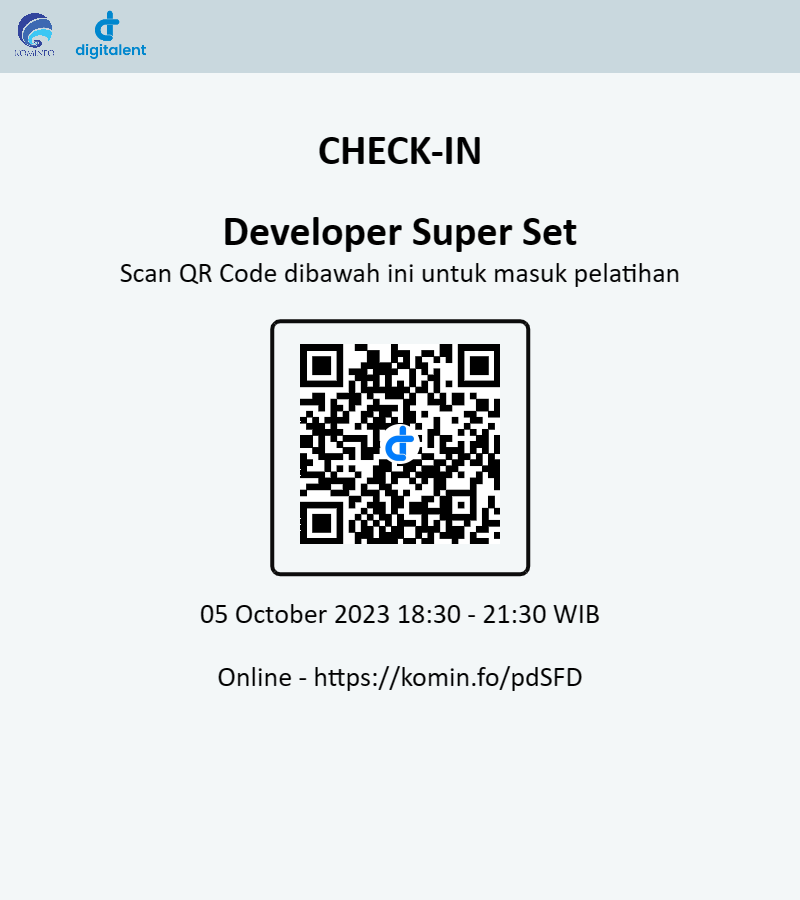 KOMINFO
digitalent
CHECK-IN
Developer Super Set
Scan QR Code dibawah ini untuk masuk pelatihan
05 October 2023 18:30 - 21:30 WIB
Online - https://komin.fo/pdSFD